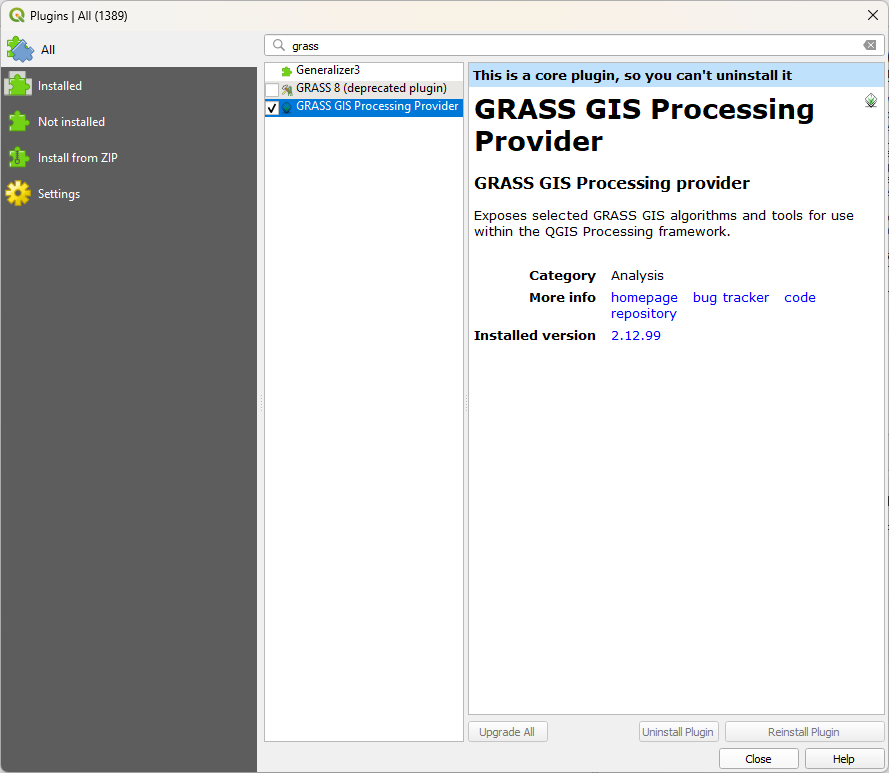 Plugins | All (1389)
All
Installed
Not installed
Install from ZIP
Settings
grass
Generalizer3
GRASS 8 (deprecated plugin)
GRASS GIS Processing Provider
This is a core plugin, so you can't uninstall it
GRASS GIS Processing
Provider
GRASS GIS Processing provider
Exposes selected GRASS GIS algorithms and tools for use
within the QGIS Processing framework.
Category Analysis
More info homepage bug tracker code
repository
Installed version 2.12.99
Upgrade All Uninstall Plugin Reinstall Plugin
Close Help